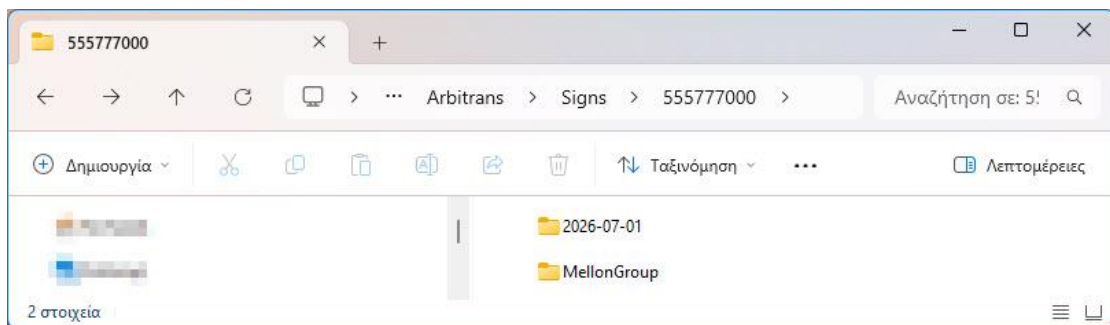 555777000
Arbitrans > Signs > 555777000 >
Αναζήτηση σε: 5!
Δημιουργία
Ταξινόμηση
Λεπτομέρειες
2026-07-01
MellonGroup
2 στοιχεία